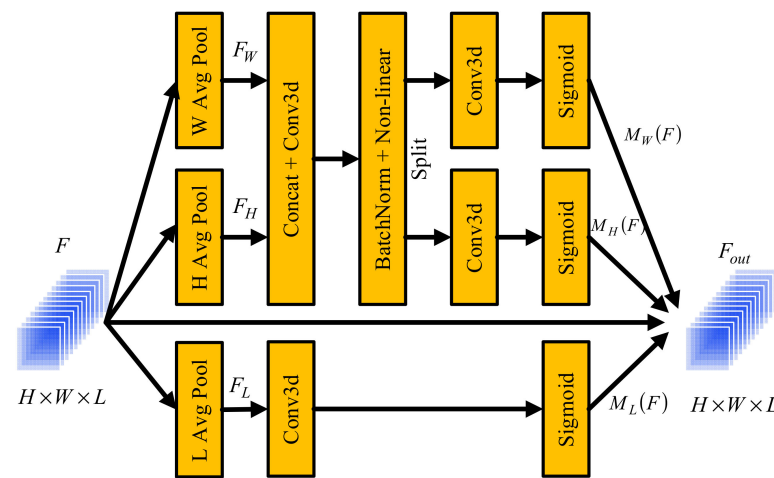 F
H×W×L
W Avg Pool
F_W
H Avg Pool
F_H
Concat + Conv3d
BatchNorm + Non-linear
Split
Conv3d
Sigmoid
M_W(F)
Conv3d
Sigmoid
M_H(F)
L Avg Pool
F_L
Conv3d
Sigmoid
M_L(F)
F_out
H×W×L